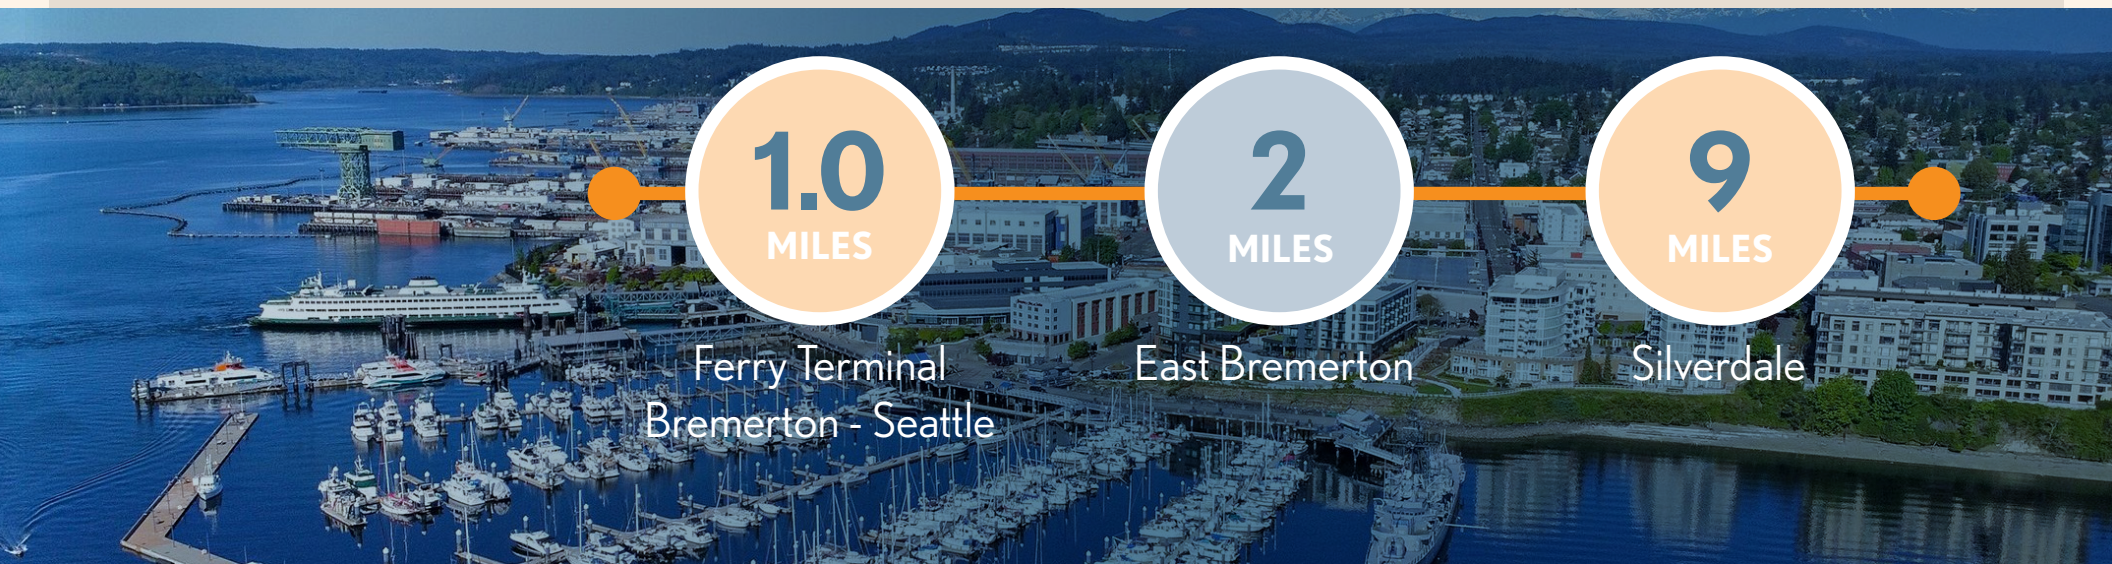 1.0
MILES
Ferry Terminal
Bremerton - Seattle
2
MILES
East Bremerton
9
MILES
Silverdale